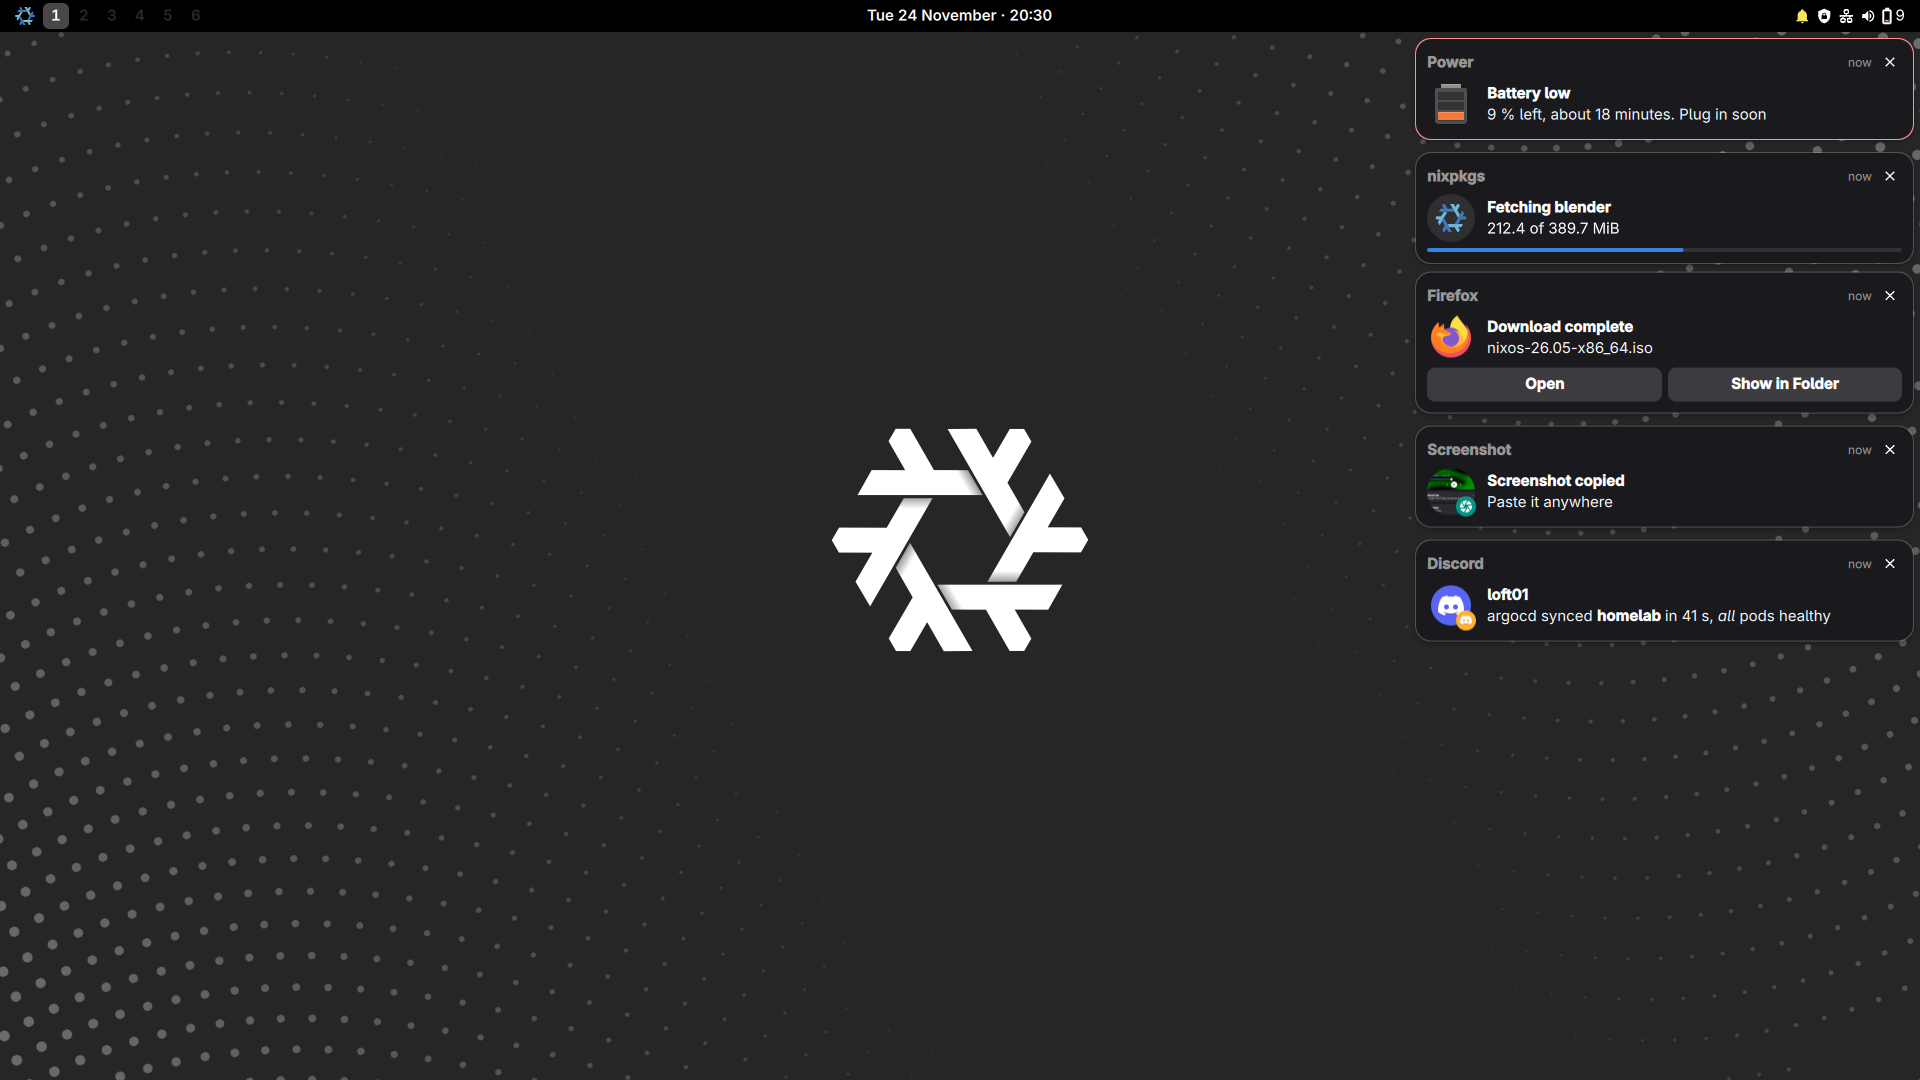 1 2 3 4 5 6
Tue 24 November · 20:30
9
Power now
Battery low
9 % left, about 18 minutes. Plug in soon
nixpkgs now
Fetching blender
212.4 of 389.7 MiB
Firefox now
Download complete
nixos-26.05-x86_64.iso
Open Show in Folder
Screenshot now
Screenshot copied
Paste it anywhere
Discord now
loft01
argocd synced homelab in 41 s, all pods healthy